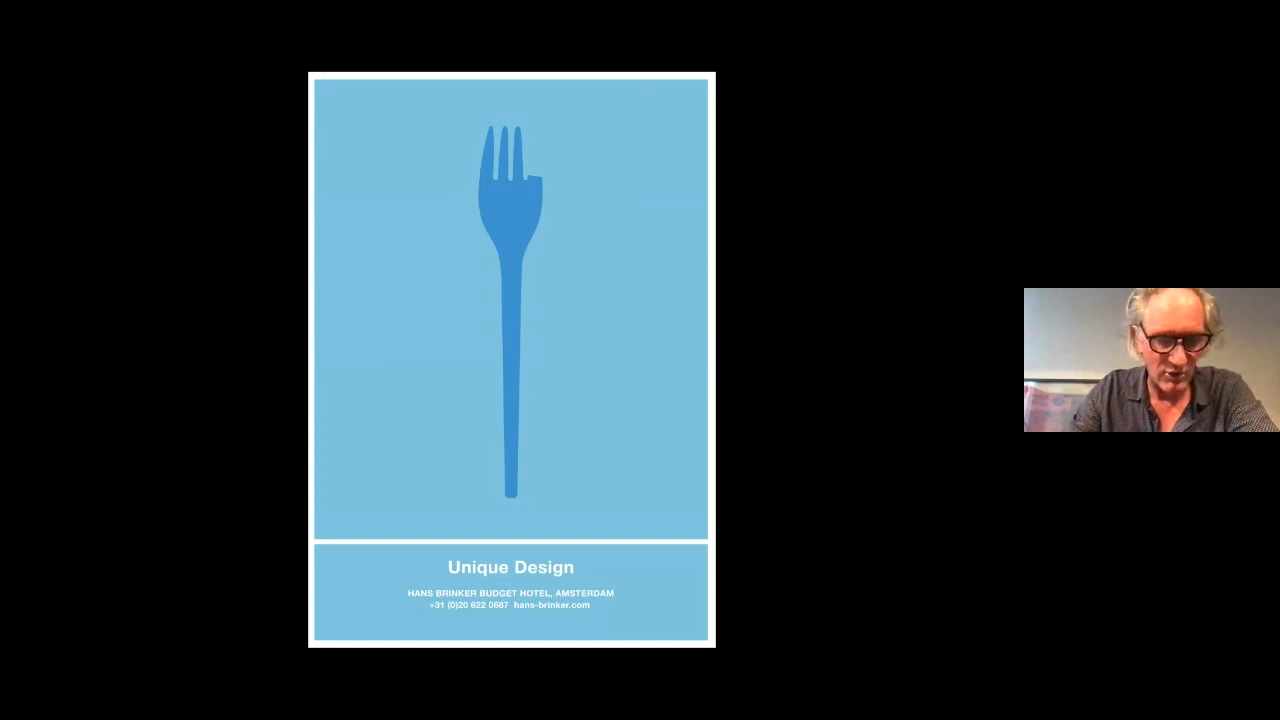 Unique Design
HANS BRINKER BUDGET HOTEL, AMSTERDAM
+31 (0)20 622 0687 hans-brinker.com